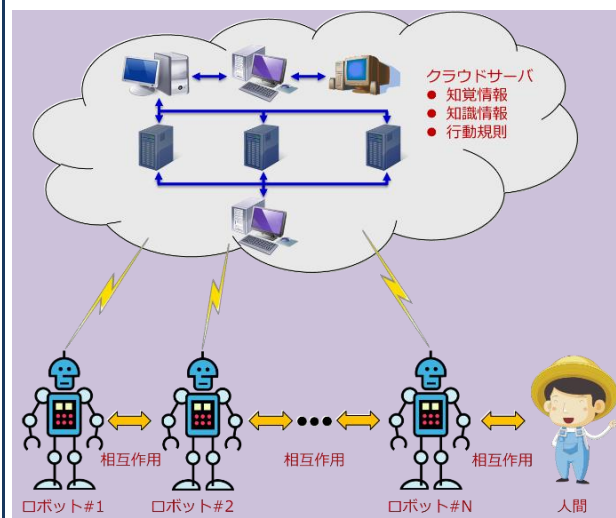 クラウドサーバ
● 知覚情報
● 知識情報
● 行動規則
相互作用
相互作用
相互作用
ロボット#1
ロボット#2
ロボット#N
人間